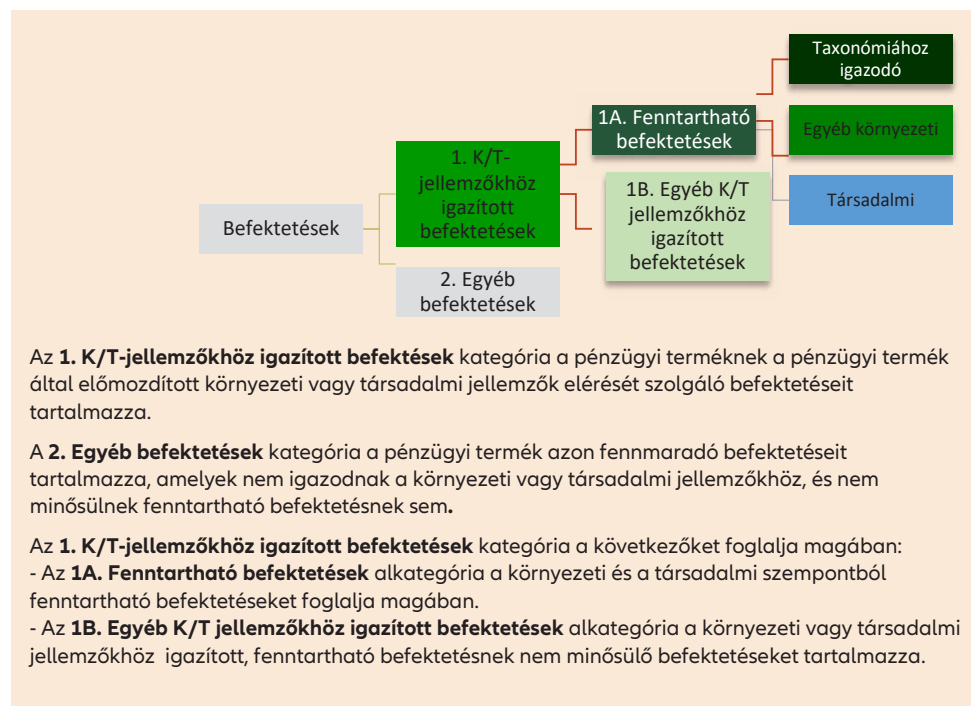 Befektetések
1. K/T-
jellemzőkhöz
igazított
befektetések
2. Egyéb
befektetések
1A. Fenntartható
befektetések
1B. Egyéb K/T
jellemzőkhöz
igazított
befektetések
Taxonómiához
igazodó
Egyéb környezeti
Társadalmi
Az 1. K/T-jellemzőkhöz igazított befektések kategória a pénzügyi terméknek a pénzügyi termék
által előmozdított környezeti vagy társadalmi jellemzők elérését szolgáló befektetéseit
tartalmazza.
A 2. Egyéb befektetések kategória a pénzügyi termék azon fennmaradó befektetéseit
tartalmazza, amelyek nem igazodnak a környezeti vagy társadalmi jellemzőkhöz, és nem
minősülnek fenntartható befektetésnek sem.
Az 1. K/T-jellemzőkhöz igazított befektetések kategória a következőket foglalja magában:
- Az 1A. Fenntartható befektetések alkategória a környezeti és a társadalmi szempontból
fenntartható befektetéseket foglalja magában.
- Az 1B. Egyéb K/T jellemzőkhöz igazított befektetések alkategória a környezeti vagy társadalmi
jellemzőkhöz igazított, fenntartható befektetésnek nem minősülő befektetéseket tartalmazza.